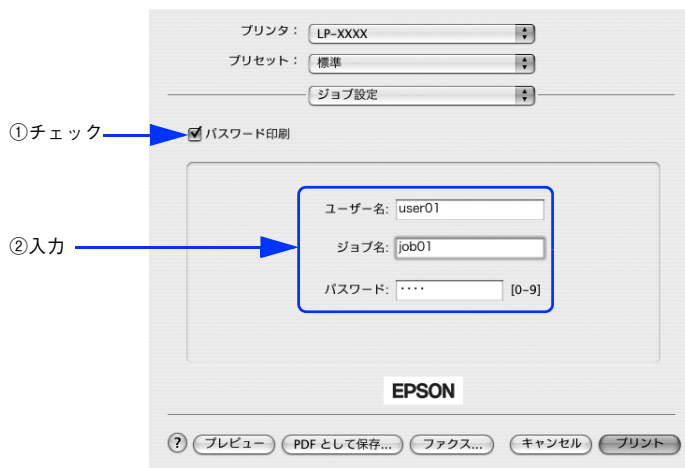 プリンタ： LP-XXXX
プリセット： 標準
ジョブ設定
①チェック
パスワード印刷
ユーザー名: user01
②入力
ジョブ名: job01
パスワード: ････ [0–9]
EPSON
? プレビュー PDF として保存... ファクス... キャンセル プリント